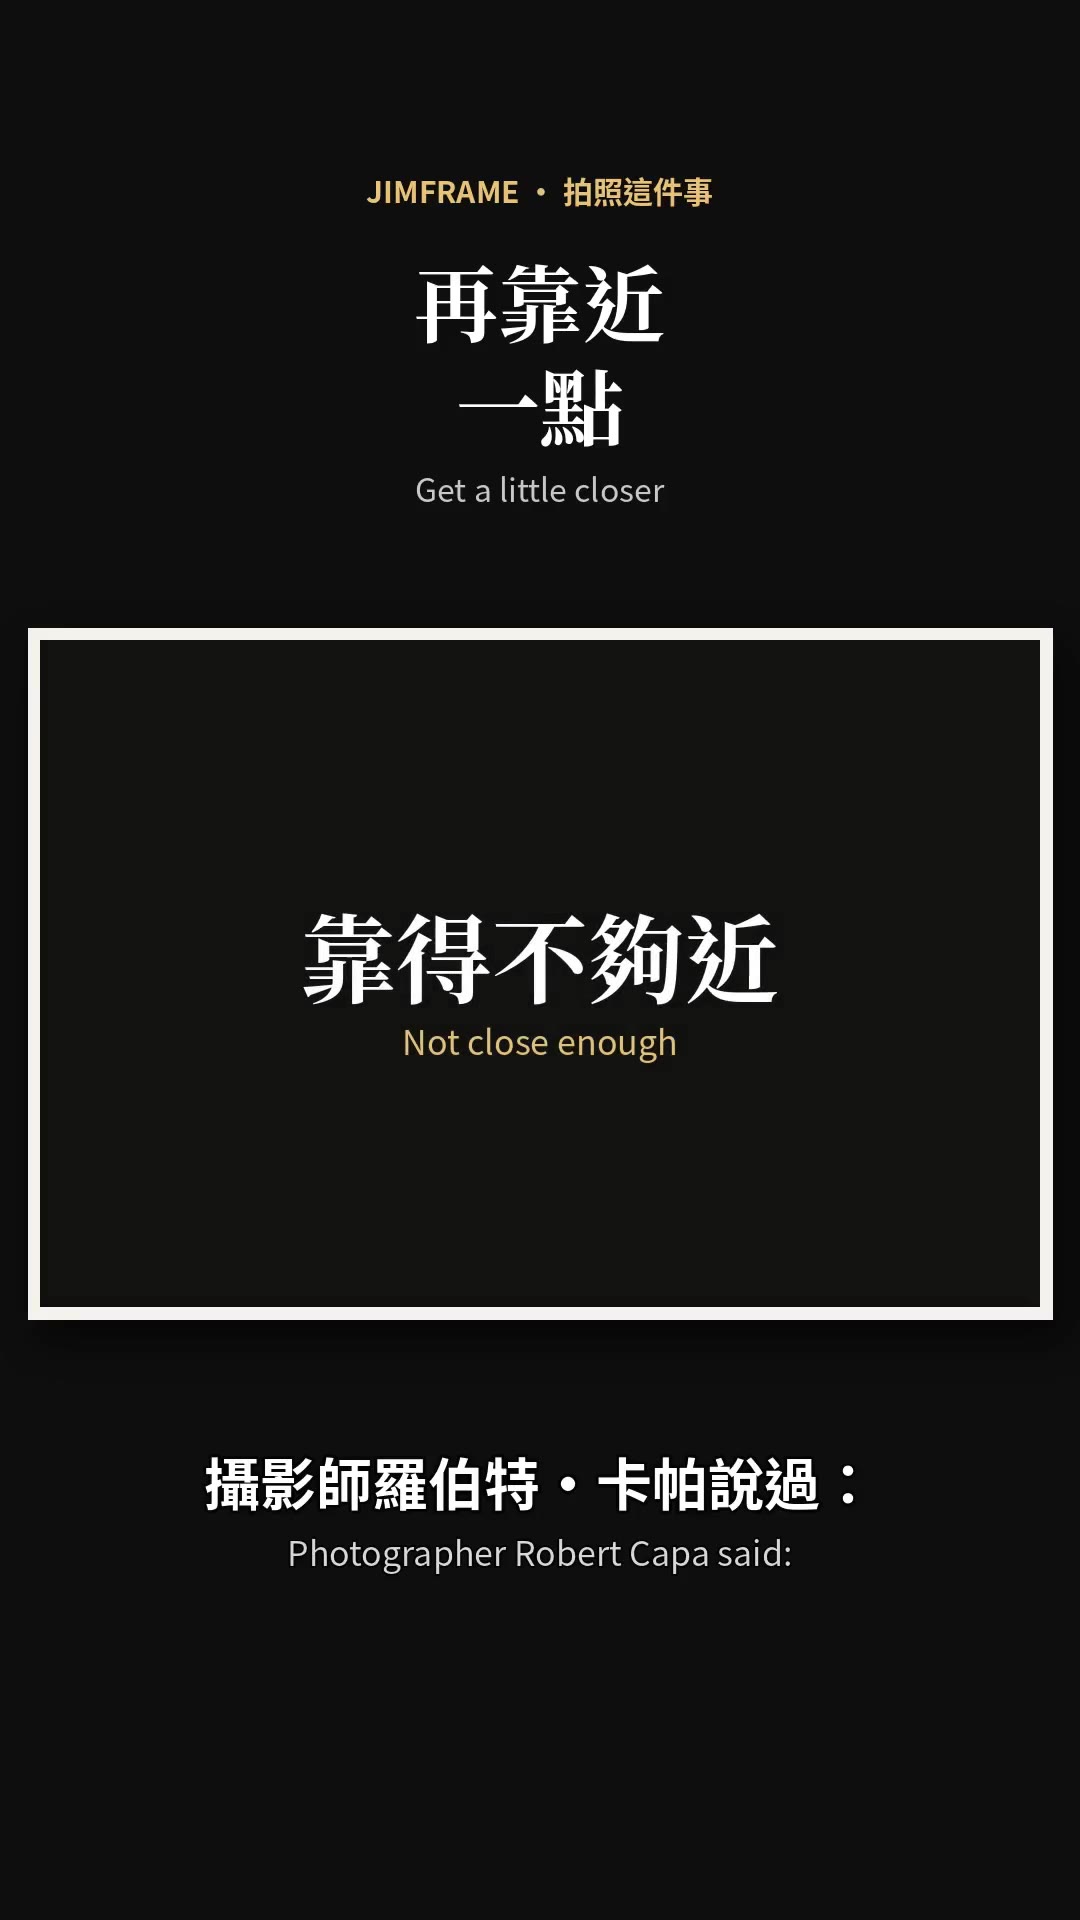 JIMFRAME · 拍照這件事
再靠近
一點
Get a little closer
靠得不夠近
Not close enough
攝影師羅伯特·卡帕說過：
Photographer Robert Capa said: